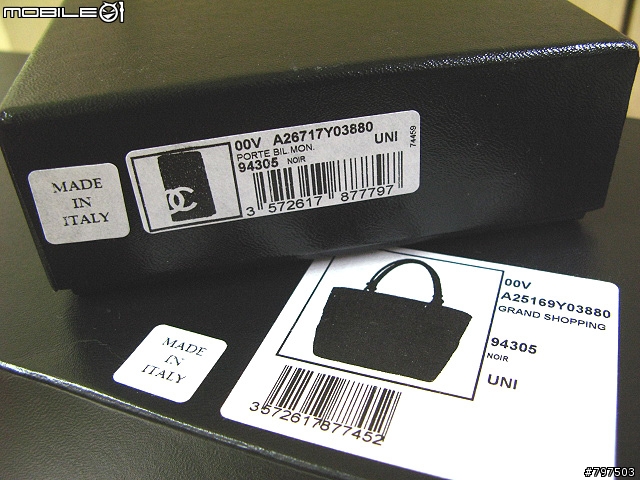 MOBILE01
00V A26717Y03880
PORTE BIL.MON.
UNI
94305 NOIR
74459
3 572617 877797
MADE
IN
ITALY
00V
A25169Y03880
GRAND SHOPPING
94305
NOIR
UNI
3572617877452
MADE
IN
ITALY
#797503